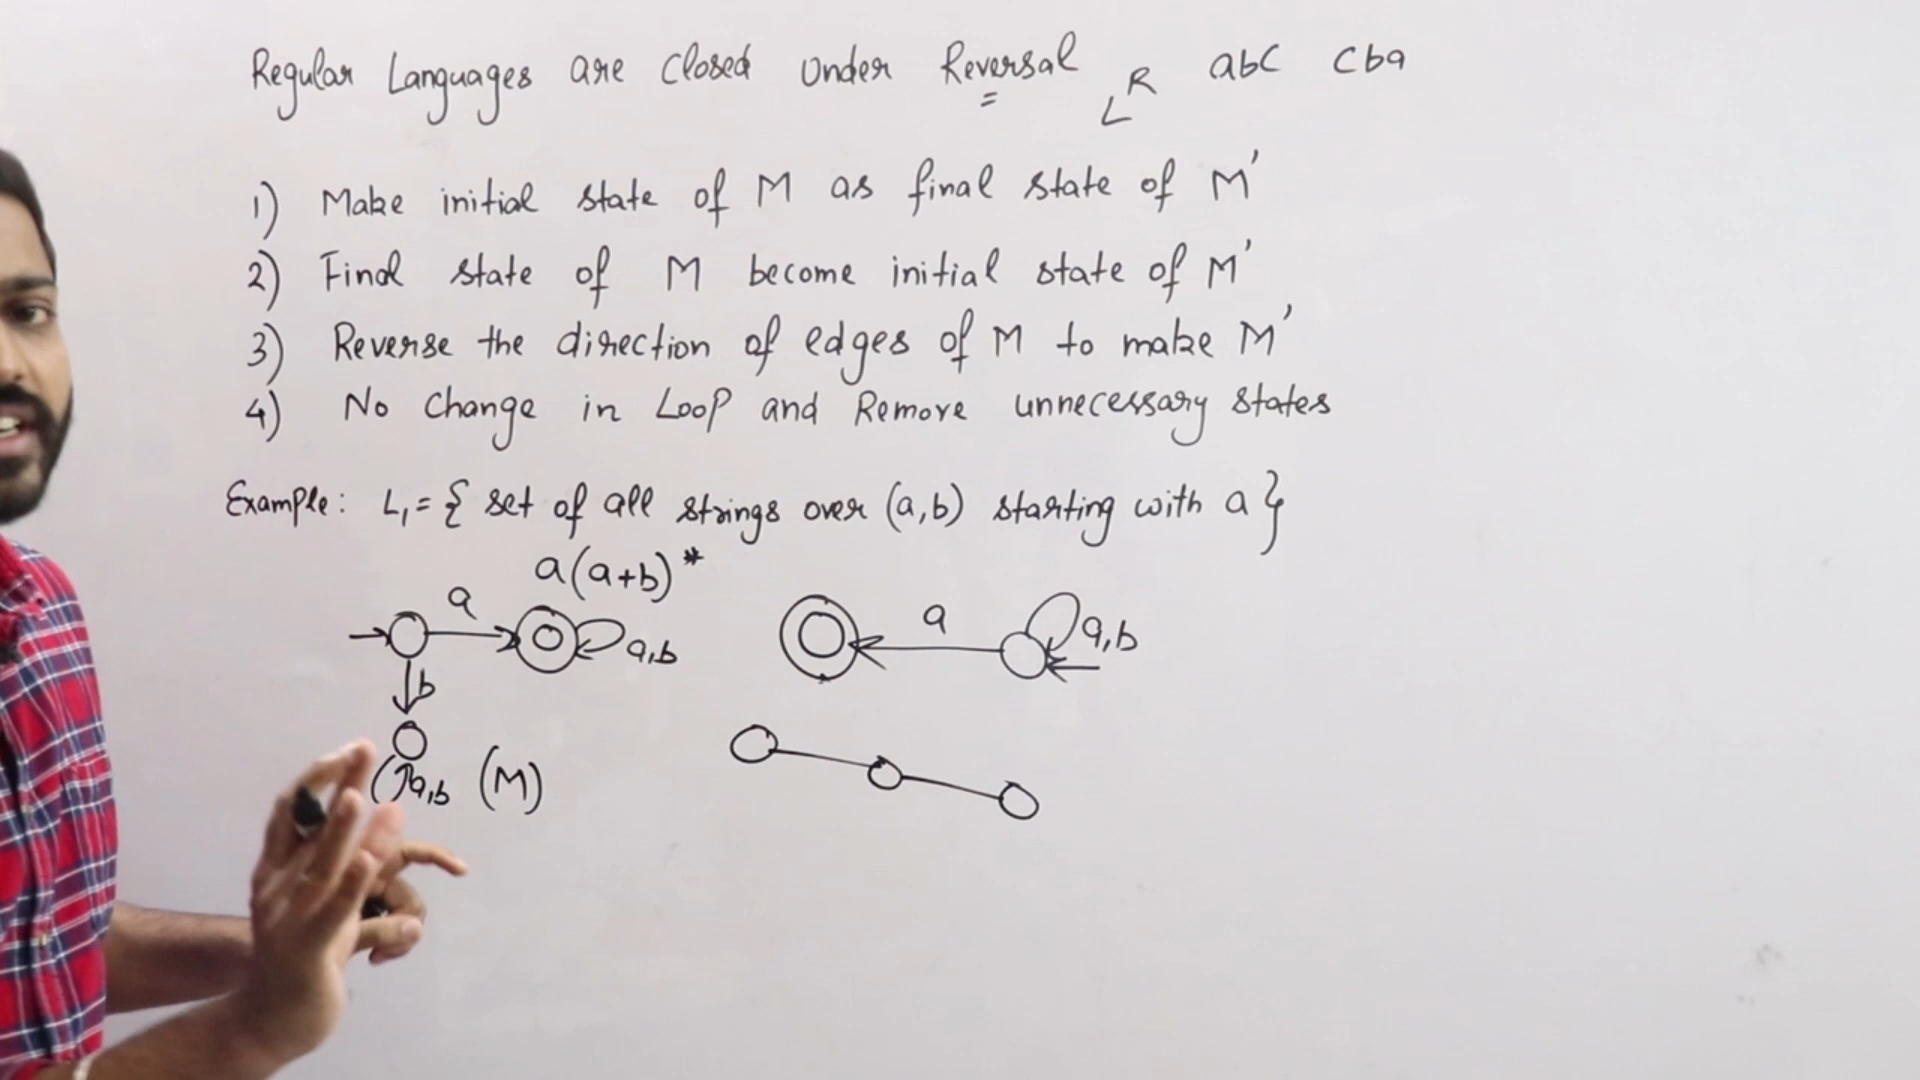 Regular Languages are Closed Under Reversal L^R abc cba
1) Make initial state of M as final state of M'
2) Final state of M become initial state of M'
3) Reverse the direction of edges of M to make M'
4) No Change in Loop and Remove unnecessary states
Example: L₁ = { set of all strings over (a,b) starting with a }
a(a+b)*
a a
a,b a,b
b
a,b (M)